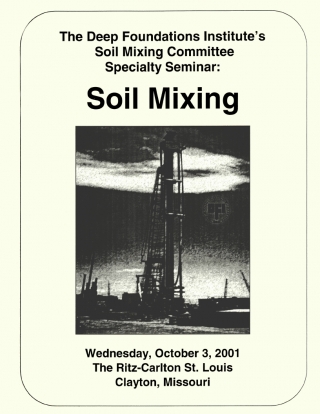 The Deep Foundations Institute's
Soil Mixing Committee
Specialty Seminar:
Soil Mixing
Wednesday, October 3, 2001
The Ritz-Carlton St. Louis
Clayton, Missouri